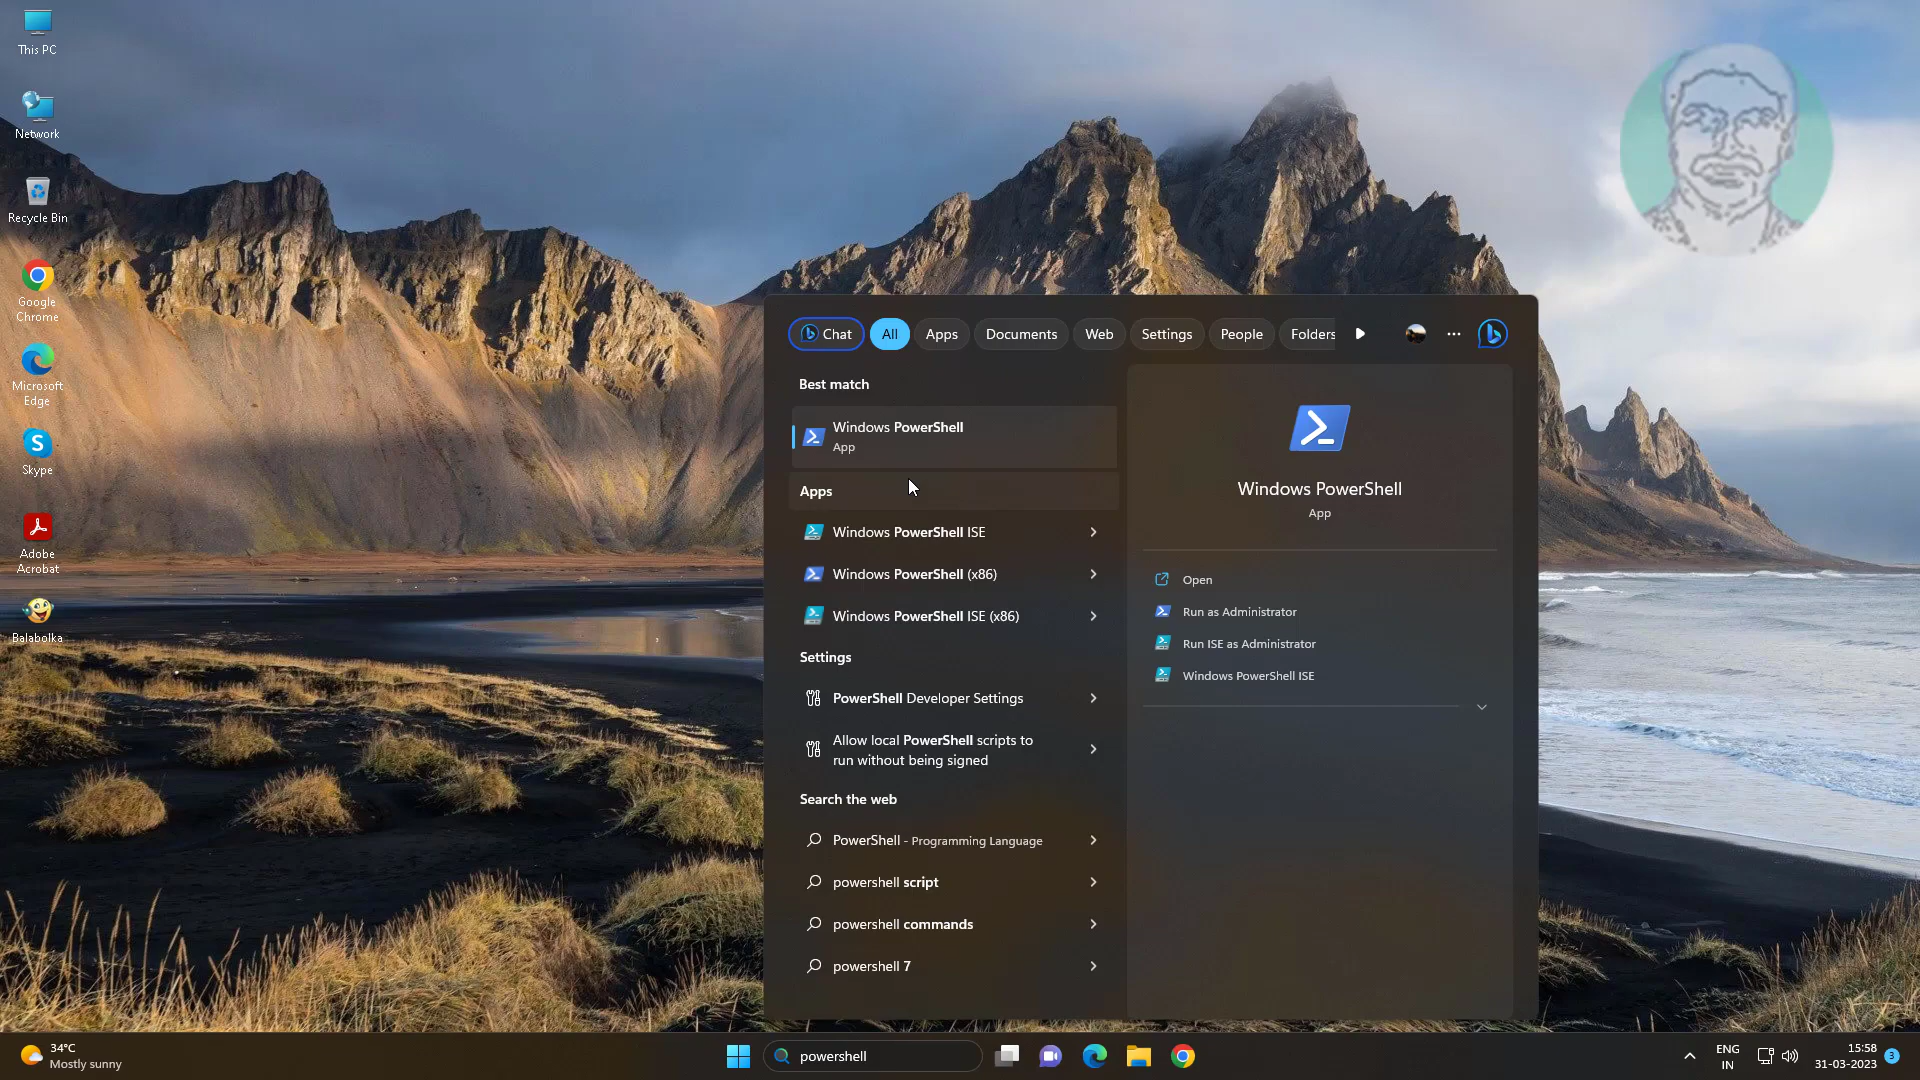 This PC
Network
Recycle Bin
Google
Chrome
Microsoft
Edge
Skype
Adobe
Acrobat
Balabolka
Chat
All
Apps
Documents
Web
Settings
People
Folders
Best match
Windows PowerShell
App
Apps
Windows PowerShell ISE
Windows PowerShell (x86)
Windows PowerShell ISE (x86)
Settings
PowerShell Developer Settings
Allow local PowerShell scripts to
run without being signed
Search the web
PowerShell - Programming Language
powershell script
powershell commands
powershell 7
Windows PowerShell
App
Open
Run as Administrator
Run ISE as Administrator
Windows PowerShell ISE
34°C
Mostly sunny
powershell
ENG
IN
15:58
31-03-2023
3